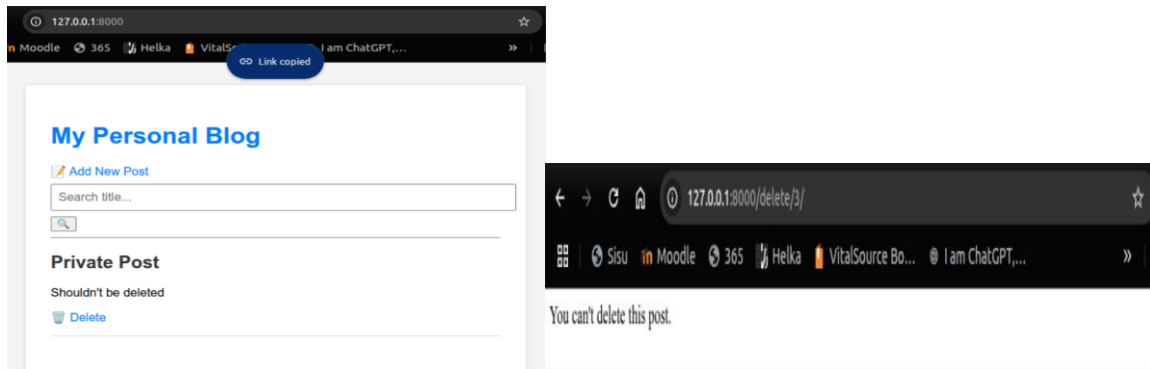 127.0.0.1:8000
Moodle 365 Helka I am ChatGPT,... »
Link copied
My Personal Blog
Add New Post
Search title...
Private Post
Shouldn't be deleted
Delete
127.0.0.1:8000/delete/3/
Sisu Moodle 365 Helka VitalSource Bo... I am ChatGPT,... »
You can't delete this post.